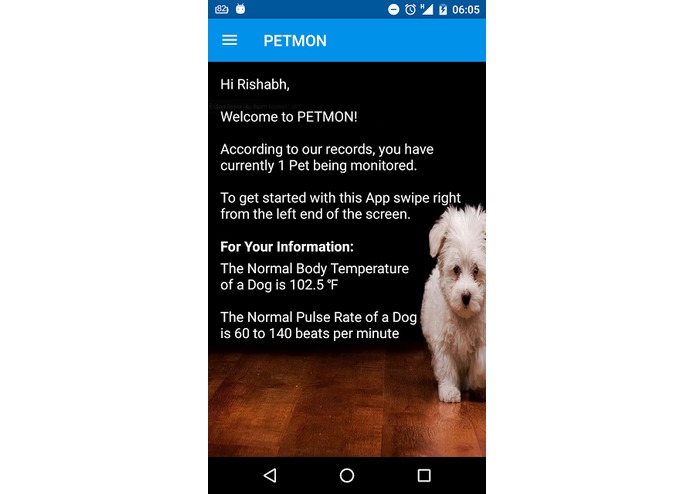 82 H 06:05
PETMON
Hi Rishabh,
Welcome to PETMON!
According to our records, you have
currently 1 Pet being monitored.
To get started with this App swipe right
from the left end of the screen.
For Your Information:
The Normal Body Temperature
of a Dog is 102.5 °F
The Normal Pulse Rate of a Dog
is 60 to 140 beats per minute